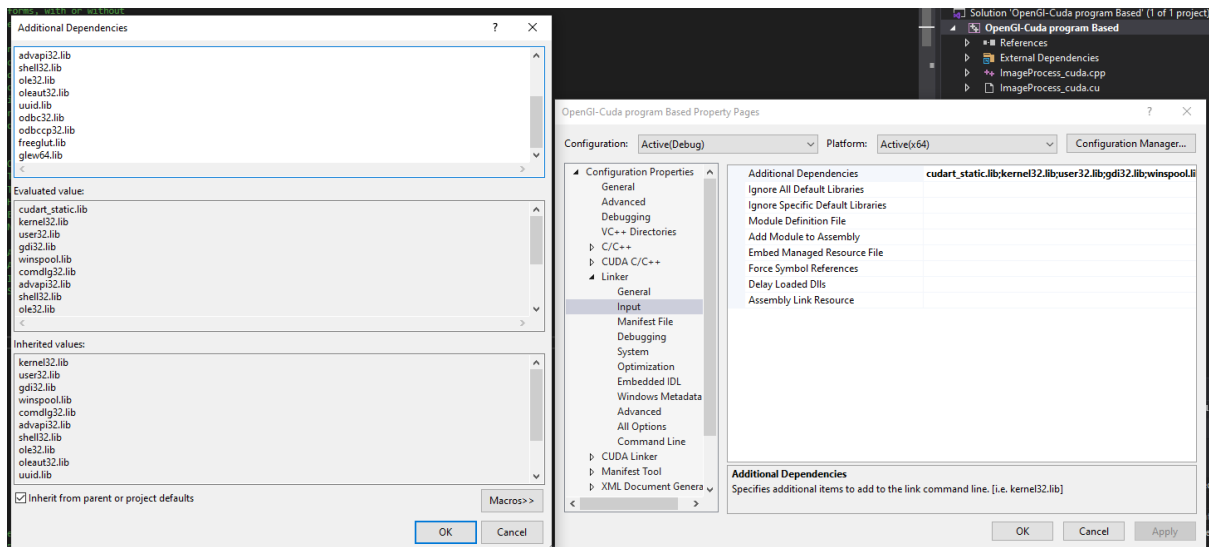 forms, with or without
Additional Dependencies
?
advapi32.lib
shell32.lib
ole32.lib
oleaut32.lib
uuid.lib
odbc32.lib
odbccp32.lib
freeglut.lib
glew64.lib
Evaluated value:
cudart_static.lib
kernel32.lib
user32.lib
gdi32.lib
winspool.lib
comdlg32.lib
advapi32.lib
shell32.lib
ole32.lib
Inherited values:
kernel32.lib
user32.lib
gdi32.lib
winspool.lib
comdlg32.lib
advapi32.lib
shell32.lib
ole32.lib
oleaut32.lib
uuid.lib
Inherit from parent or project defaults
Macros>>
OK Cancel
Solution 'OpenGI-Cuda program Based' (1 of 1 project)
OpenGI-Cuda program Based
References
External Dependencies
ImageProcess_cuda.cpp
ImageProcess_cuda.cu
OpenGI-Cuda program Based Property Pages
?
Configuration: Active(Debug) Platform: Active(x64) Configuration Manager...
Configuration Properties
General
Advanced
Debugging
VC++ Directories
C/C++
CUDA C/C++
Linker
General
Input
Manifest File
Debugging
System
Optimization
Embedded IDL
Windows Metadata
Advanced
All Options
Command Line
CUDA Linker
Manifest Tool
XML Document Genera
Additional Dependencies cudart_static.lib;kernel32.lib;user32.lib;gdi32.lib;winspool.li
Ignore All Default Libraries
Ignore Specific Default Libraries
Module Definition File
Add Module to Assembly
Embed Managed Resource File
Force Symbol References
Delay Loaded Dlls
Assembly Link Resource
Additional Dependencies
Specifies additional items to add to the link command line. [i.e. kernel32.lib]
OK Cancel Apply